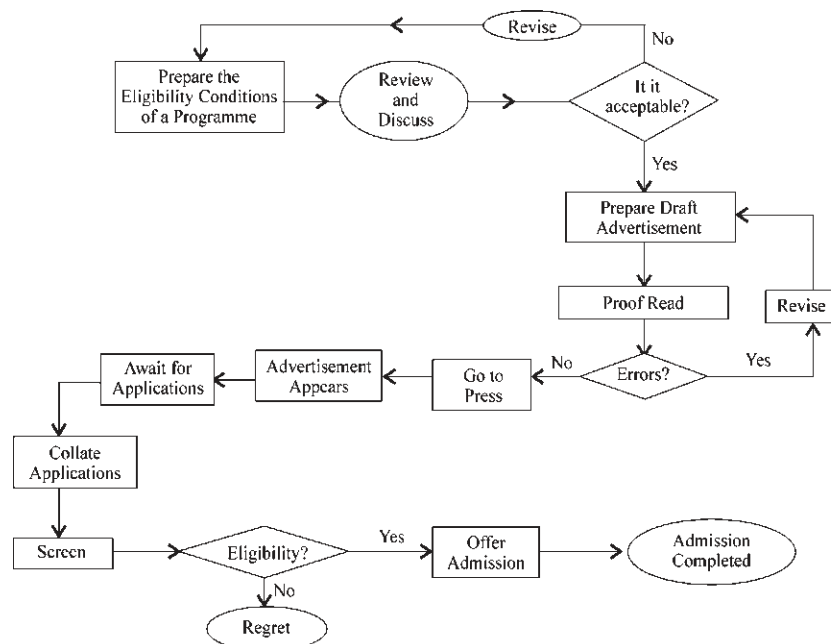 Revise
No
Prepare the
Eligibility Conditions
of a Programme
Review
and
Discuss
It it
acceptable?
Yes
Prepare Draft
Advertisement
Proof Read
Revise
Errors?
Yes
No
Go to
Press
Advertisement
Appears
Await for
Applications
Collate
Applications
Screen
Eligibility?
Yes
Offer
Admission
Admission
Completed
No
Regret